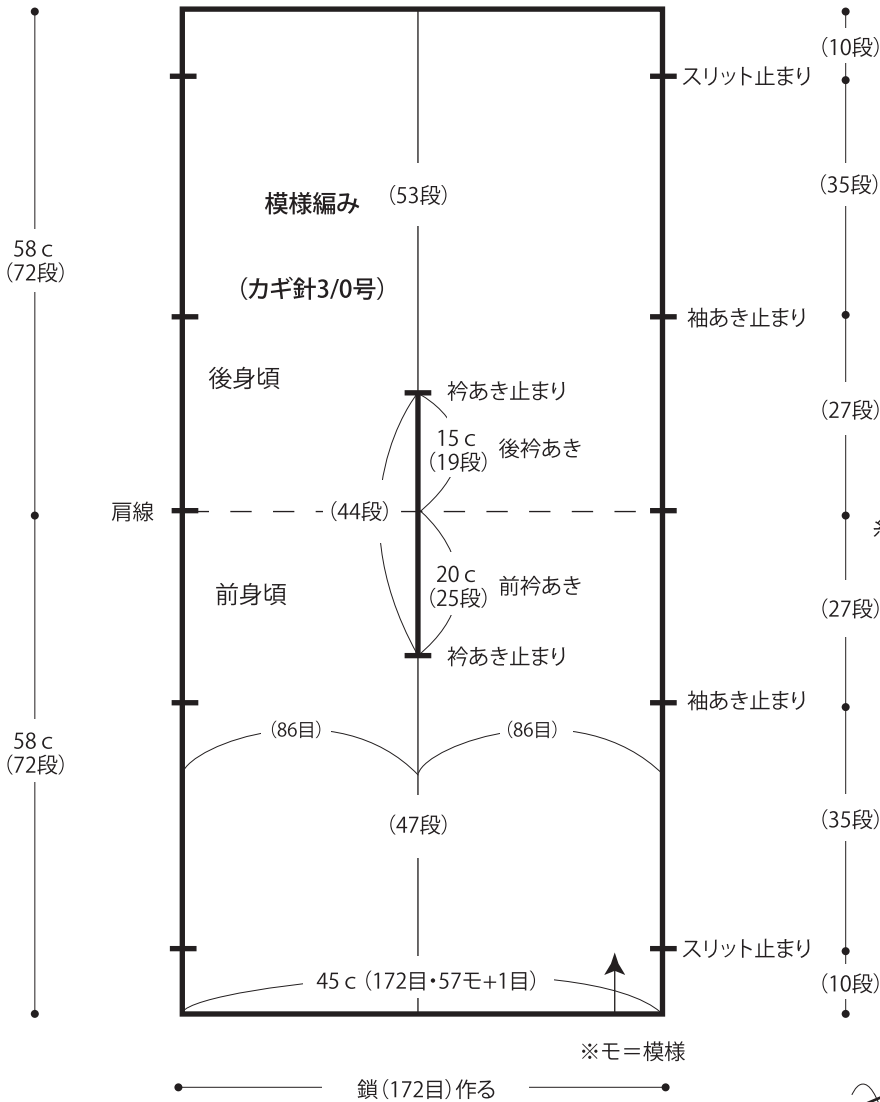 (10段)
スリット止まり
模様編み
(53段)
(35段)
58c
(72段)
(カギ針3/0号)
袖あき止まり
後身頃
衿あき止まり
15c
(19段)
後衿あき
(27段)
肩線
(44段)
前身頃
20c
(25段)
前衿あき
(27段)
衿あき止まり
袖あき止まり
(86目)
(86目)
58c
(72段)
(47段)
(35段)
スリット止まり
45c(172目・57モ+1目)
(10段)
※モ=模様
鎖(172目)作る